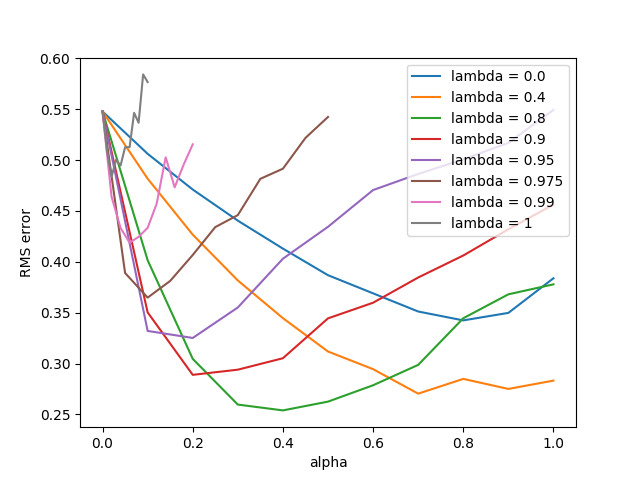 0.60
0.55
0.50
0.45
0.40
0.35
0.30
0.25
RMS error
lambda = 0.0
lambda = 0.4
lambda = 0.8
lambda = 0.9
lambda = 0.95
lambda = 0.975
lambda = 0.99
lambda = 1
0.0 0.2 0.4 0.6 0.8 1.0
alpha